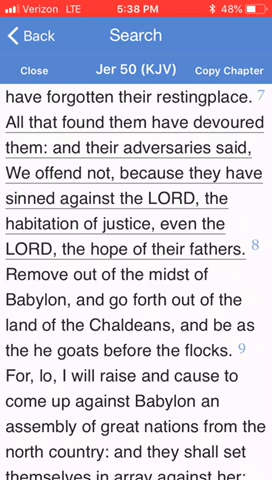 Verizon LTE 5:38 PM 48%
Back Search
Close Jer 50 (KJV) Copy Chapter
have forgotten their restingplace. 7
All that found them have devoured
them: and their adversaries said,
We offend not, because they have
sinned against the LORD, the
habitation of justice, even the
LORD, the hope of their fathers. 8
Remove out of the midst of
Babylon, and go forth out of the
land of the Chaldeans, and be as
the he goats before the flocks. 9
For, lo, I will raise and cause to
come up against Babylon an
assembly of great nations from the
north country: and they shall set
themselves in array against her;